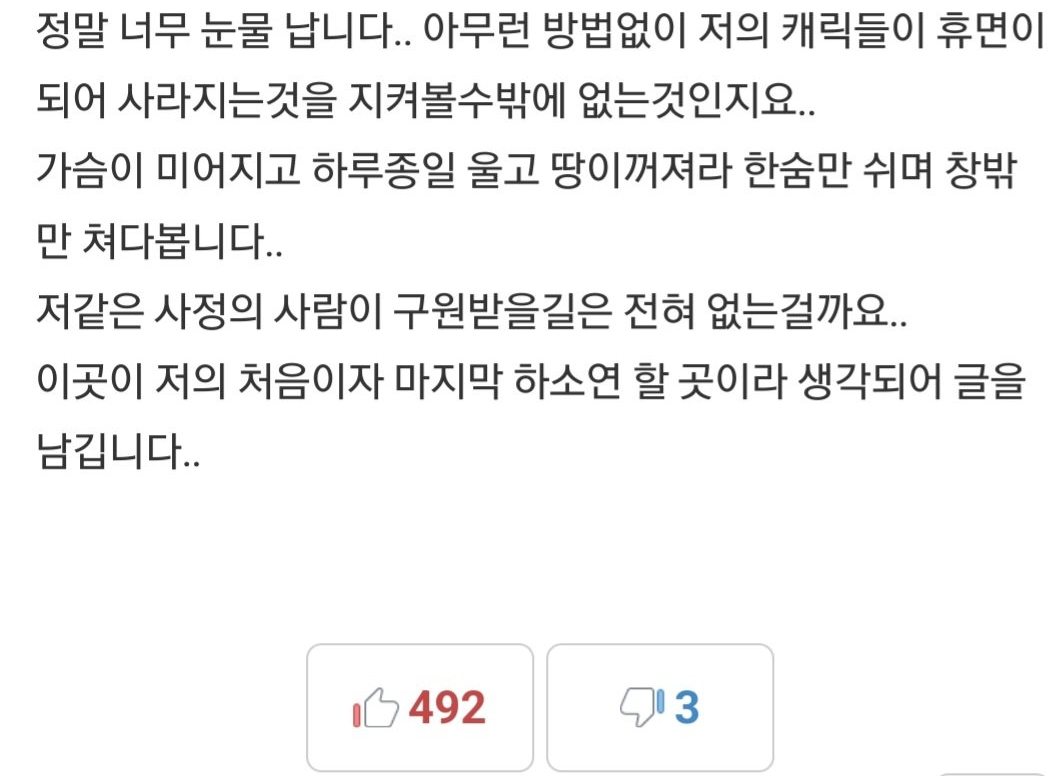 정말 너무 눈물 납니다.. 아무런 방법없이 저의 캐릭들이 휴면이
되어 사라지는것을 지켜볼수밖에 없는것인지요..
가슴이 미어지고 하루종일 울고 땅이꺼져라 한숨만 쉬며 창밖
만 쳐다봅니다..
저같은 사정의 사람이 구원받을길은 전혀 없는걸까요..
이곳이 저의 처음이자 마지막 하소연 할 곳이라 생각되어 글을
남깁니다..
492
3